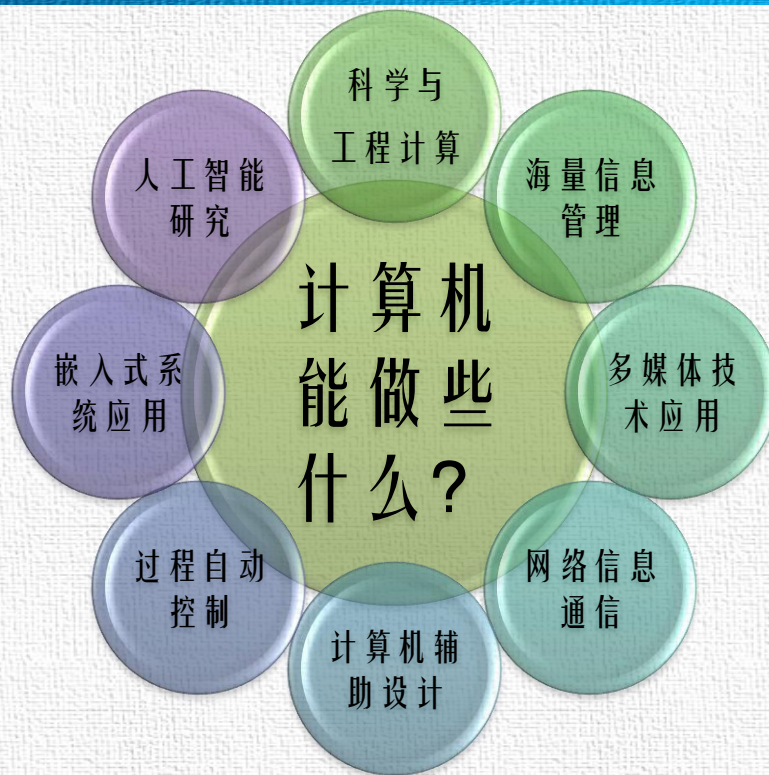 计算机
能做些
什么？
科学与
工程计算
海量信息
管理
多媒体技
术应用
网络信息
通信
计算机辅
助设计
过程自动
控制
嵌入式系
统应用
人工智能
研究